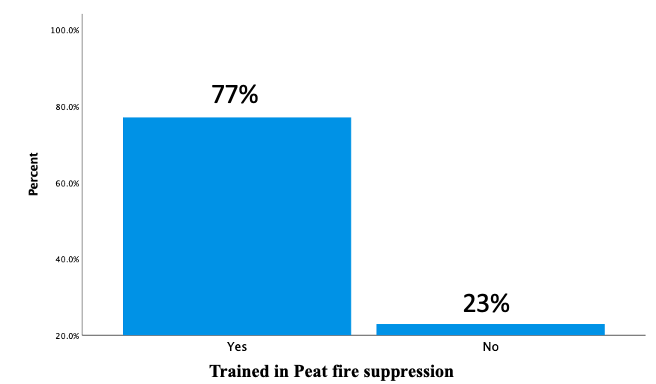 100.0%
77%
80.0%
Percent
60.0%
40.0%
23%
20.0%
Yes No
Trained in Peat fire suppression